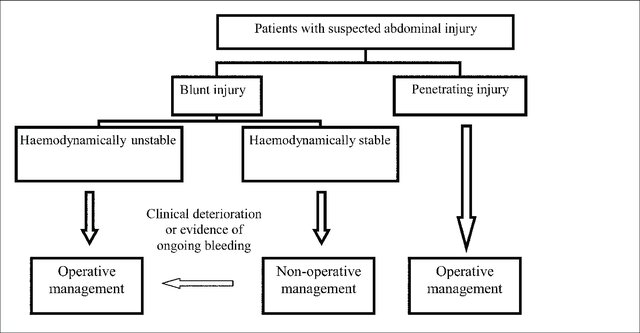 Patients with suspected abdominal injury
Blunt injury
Penetrating injury
Haemodynamically unstable
Haemodynamically stable
Clinical deterioration
or evidence of
ongoing bleeding
Operative
management
Non-operative
management
Operative
management